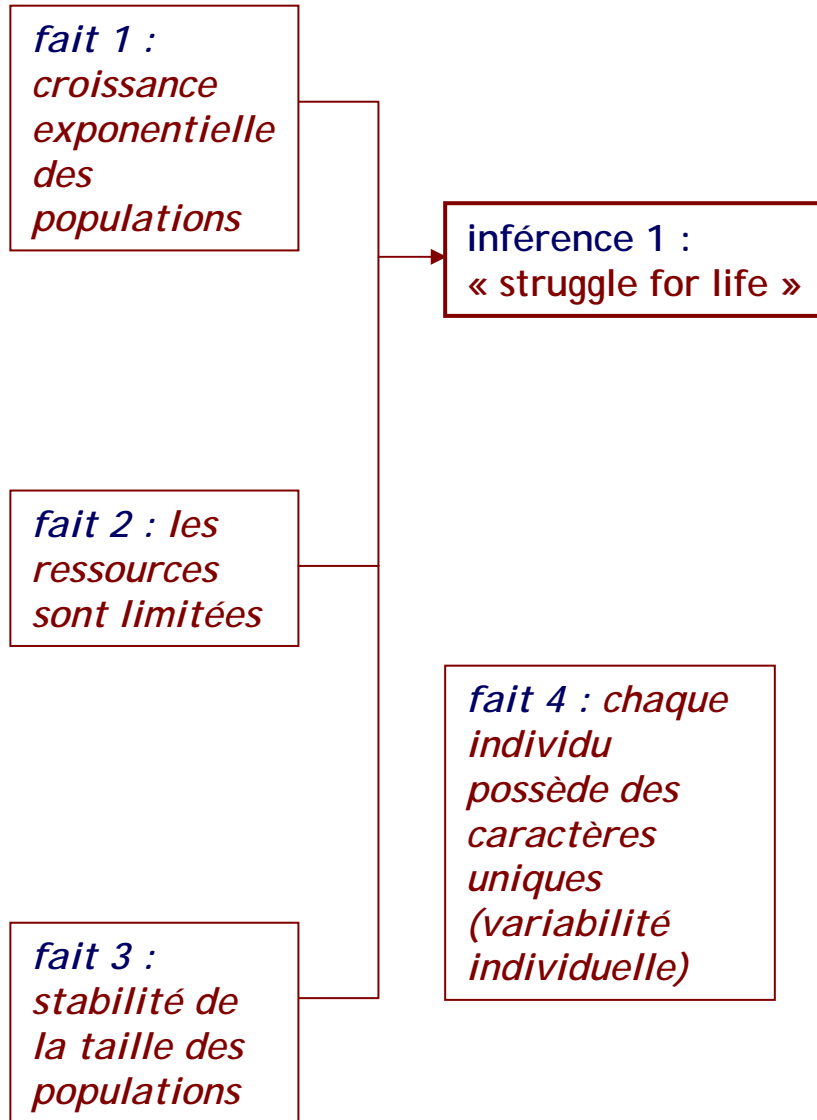 fait 1 :
croissance
exponentielle
des
populations
inférence 1 :
« struggle for life »
fait 2 : les
ressources
sont limitées
fait 4 : chaque
individu
possède des
caractères
uniques
(variabilité
individuelle)
fait 3 :
stabilité de
la taille des
populations